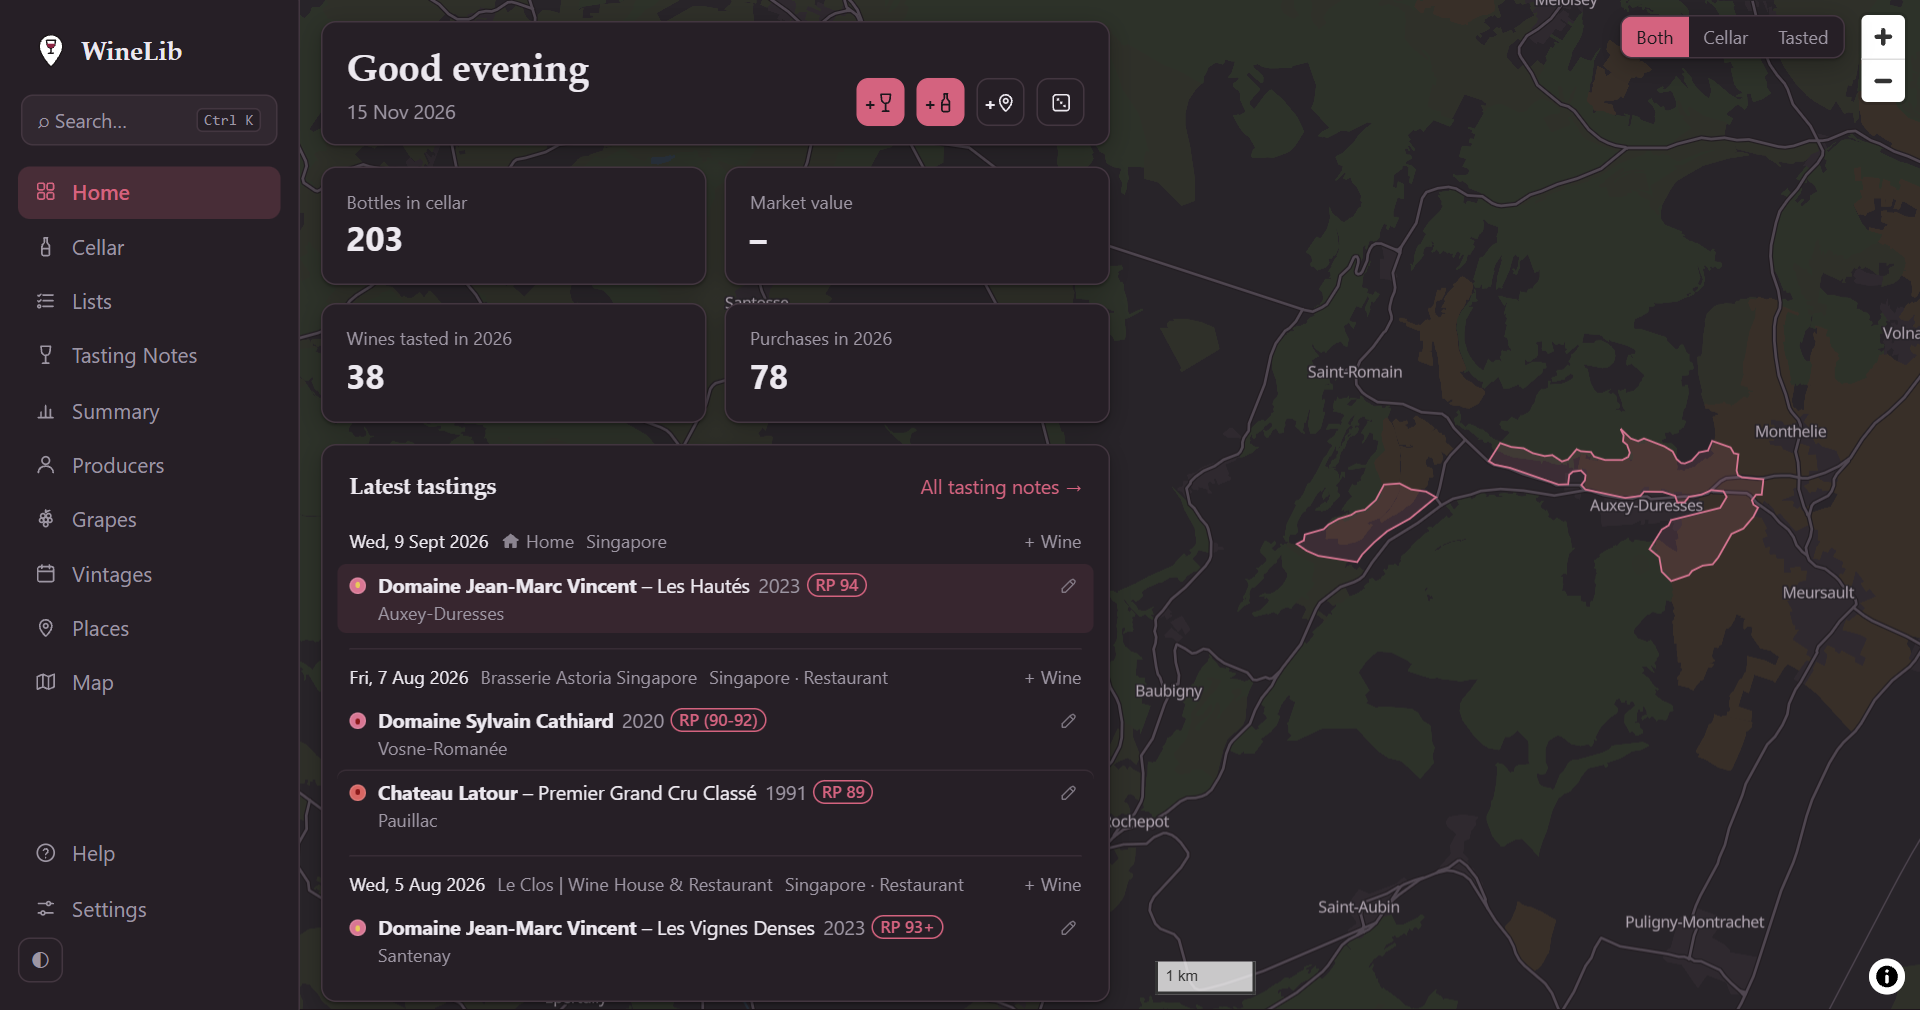 WineLib
Search...
Ctrl K
Home
Cellar
Lists
Tasting Notes
Summary
Producers
Grapes
Vintages
Places
Map
Help
Settings
Good evening
15 Nov 2026
+
+
+
Bottles in cellar
203
Market value
–
Wines tasted in 2026
38
Purchases in 2026
78
Latest tastings
All tasting notes →
Wed, 9 Sept 2026 Home Singapore
+ Wine
Domaine Jean-Marc Vincent – Les Hautés 2023 RP 94
Auxey-Duresses
Fri, 7 Aug 2026 Brasserie Astoria Singapore Singapore · Restaurant
+ Wine
Domaine Sylvain Cathiard 2020 RP (90-92)
Vosne-Romanée
Chateau Latour – Premier Grand Cru Classé 1991 RP 89
Pauillac
Wed, 5 Aug 2026 Le Clos | Wine House & Restaurant Singapore · Restaurant
+ Wine
Domaine Jean-Marc Vincent – Les Vignes Denses 2023 RP 93+
Santenay
Both
Cellar
Tasted
+
−
Saint-Romain
Monthelie
Auxey-Duresses
Meursault
Baubigny
Saint-Aubin
Puligny-Montrachet
1 km